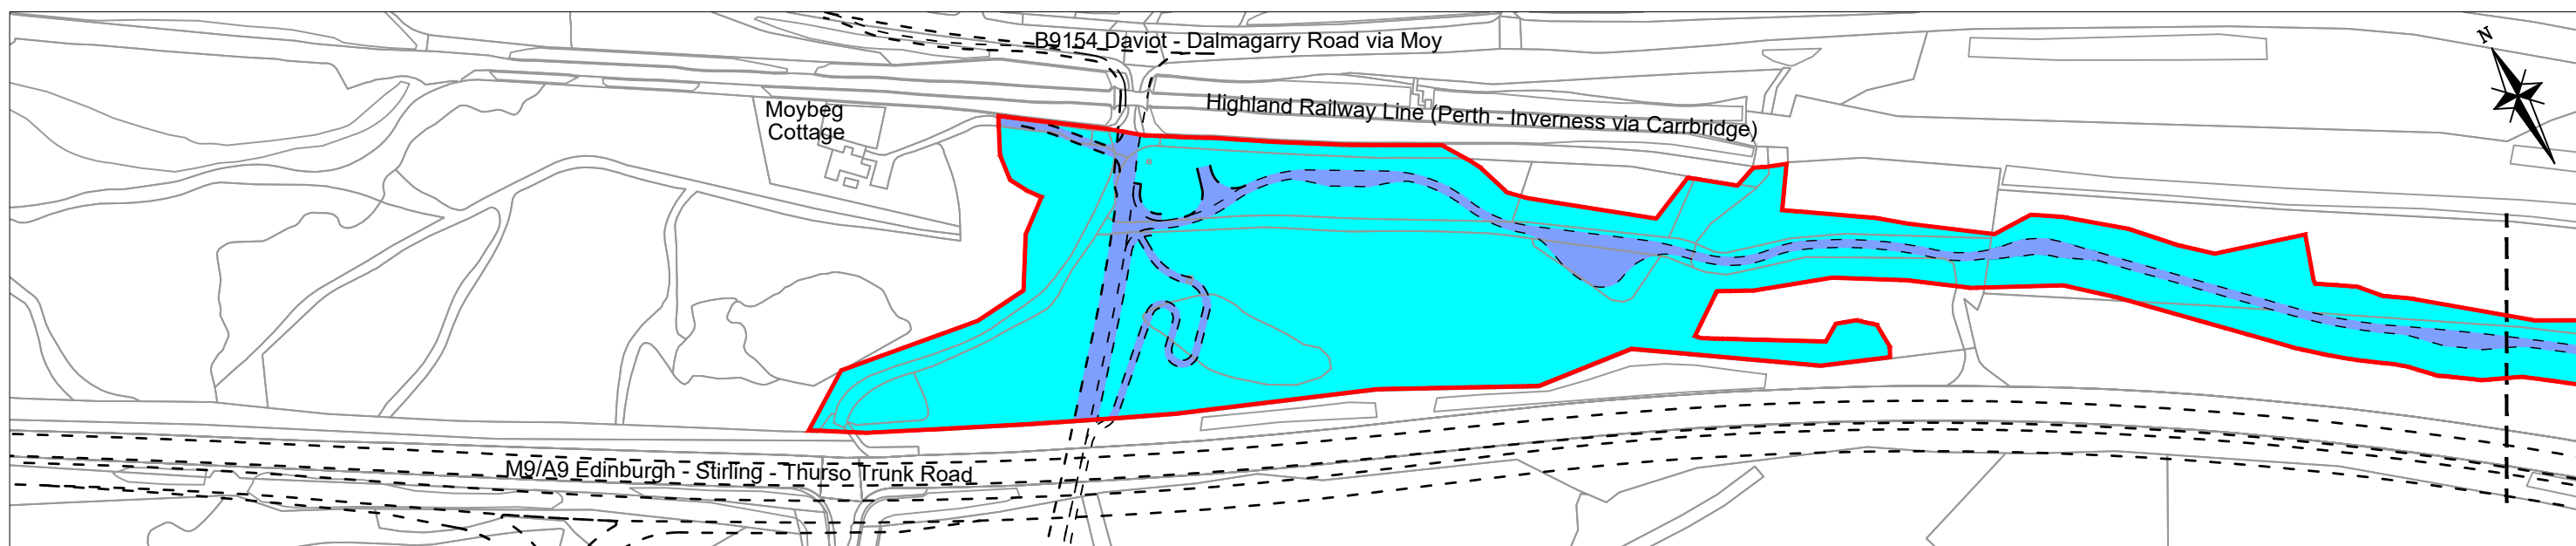 B9154 Daviot - Dalmagarry Road via Moy
N
Moybeg
Cottage
Highland Railway Line (Perth - Inverness via Carrbridge)
M9/A9 Edinburgh - Stirling - Thurso Trunk Road